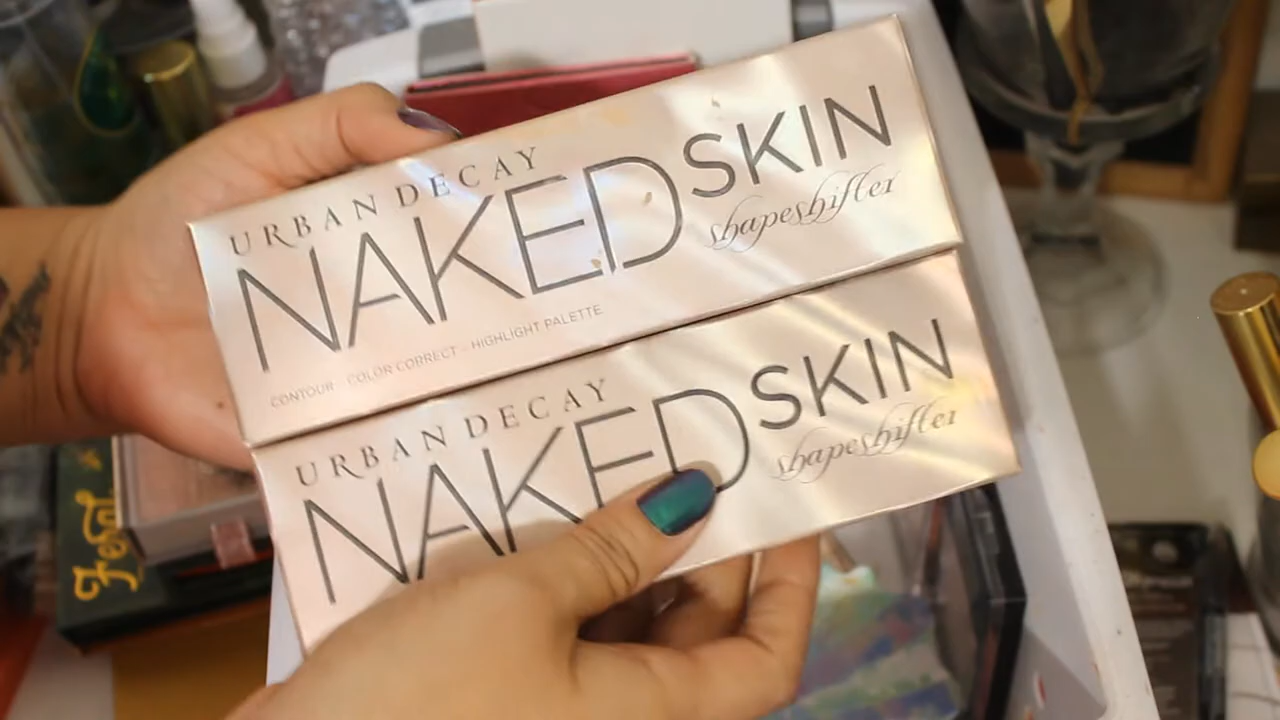 URBAN DECAY
NAKED SKIN
shapeshifter
CONTOUR - COLOR CORRECT - HIGHLIGHT PALETTE
URBAN DECAY
NAKED SKIN
shapeshifter